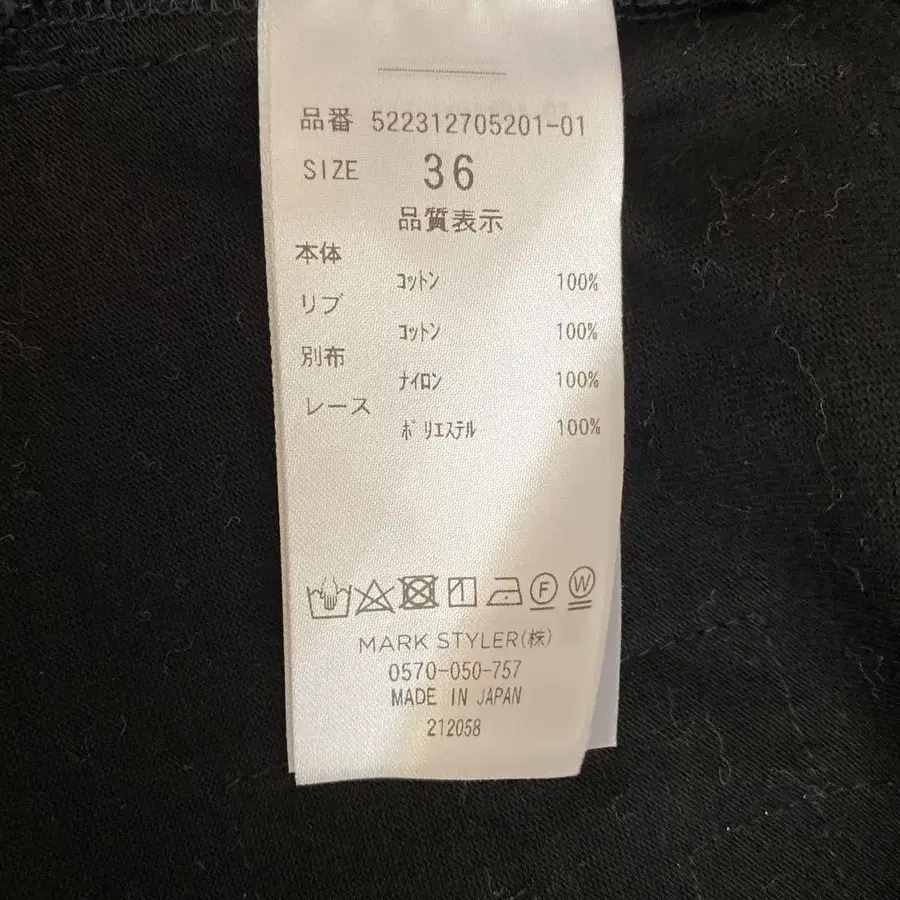 品番 522312705201-01
SIZE 36
品質表示
本体
コットン 100%
リブ
コットン 100%
別布
ナイロン 100%
レース
ポリエステル 100%
F W
MARK STYLER(株)
0570-050-757
MADE IN JAPAN
212058